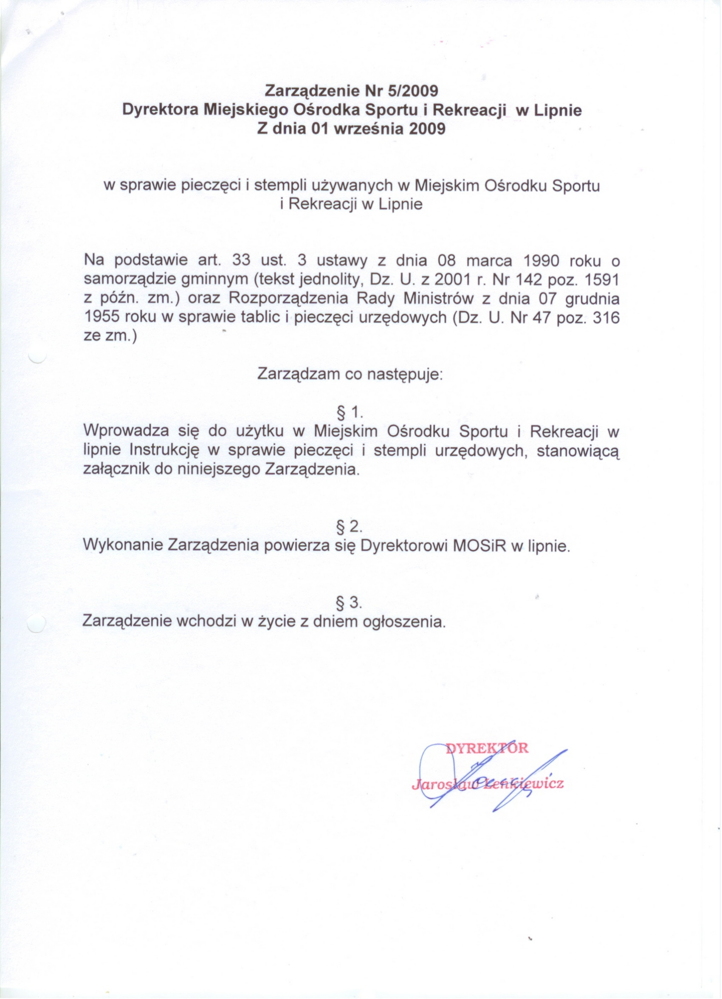 Zarządzenie Nr 5/2009
Dyrektora Miejskiego Ośrodka Sportu i Rekreacji w Lipnie
Z dnia 01 września 2009
w sprawie pieczęci i stempli używanych w Miejskim Ośrodku Sportu
i Rekreacji w Lipnie
Na podstawie art. 33 ust. 3 ustawy z dnia 08 marca 1990 roku o
samorządzie gminnym (tekst jednolity, Dz. U. z 2001 r. Nr 142 poz. 1591
z późn. zm.) oraz Rozporządzenia Rady Ministrów z dnia 07 grudnia
1955 roku w sprawie tablic i pieczęci urzędowych (Dz. U. Nr 47 poz. 316
ze zm.)
Zarządzam co następuje:
§ 1.
Wprowadza się do użytku w Miejskim Ośrodku Sportu i Rekreacji w
lipnie Instrukcję w sprawie pieczęci i stempli urzędowych, stanowiącą
załącznik do niniejszego Zarządzenia.
§ 2.
Wykonanie Zarządzenia powierza się Dyrektorowi MOSiR w lipnie.
§ 3.
Zarządzenie wchodzi w życie z dniem ogłoszenia.
DYREKTOR
Jarosław